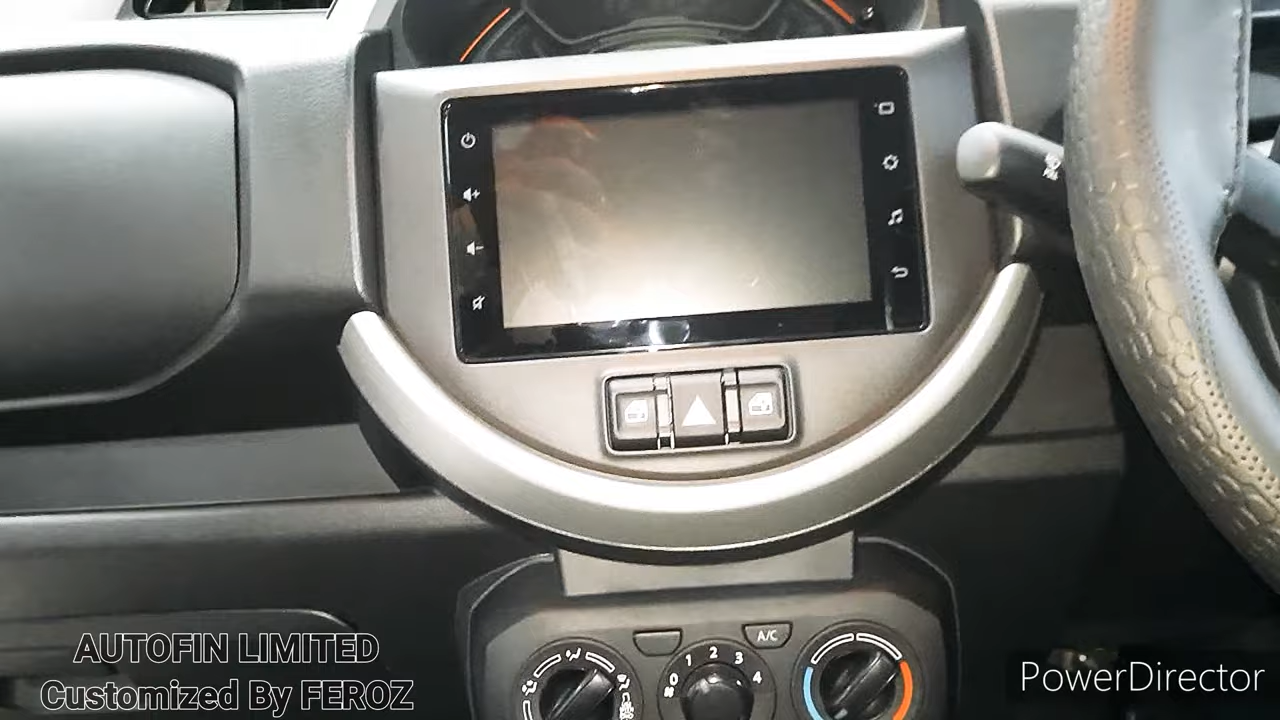 A/C
1 2 3
0 4
AUTOFIN LIMITED
Customized By FEROZ
PowerDirector